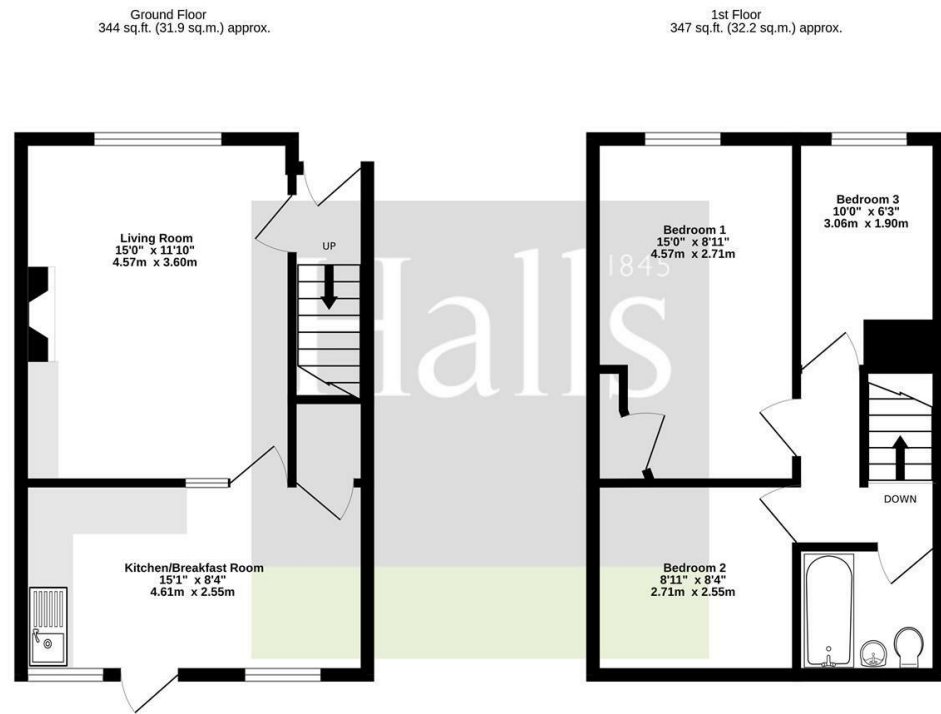 Ground Floor
344 sq.ft. (31.9 sq.m.) approx.
1st Floor
347 sq.ft. (32.2 sq.m.) approx.
Living Room
15'0" x 11'10"
4.57m x 3.60m
UP
Kitchen/Breakfast Room
15'1" x 8'4"
4.61m x 2.55m
Bedroom 1
15'0" x 8'11"
4.57m x 2.71m
Bedroom 3
10'0" x 6'3"
3.06m x 1.90m
1845
Halls
DOWN
Bedroom 2
8'11" x 8'4"
2.71m x 2.55m